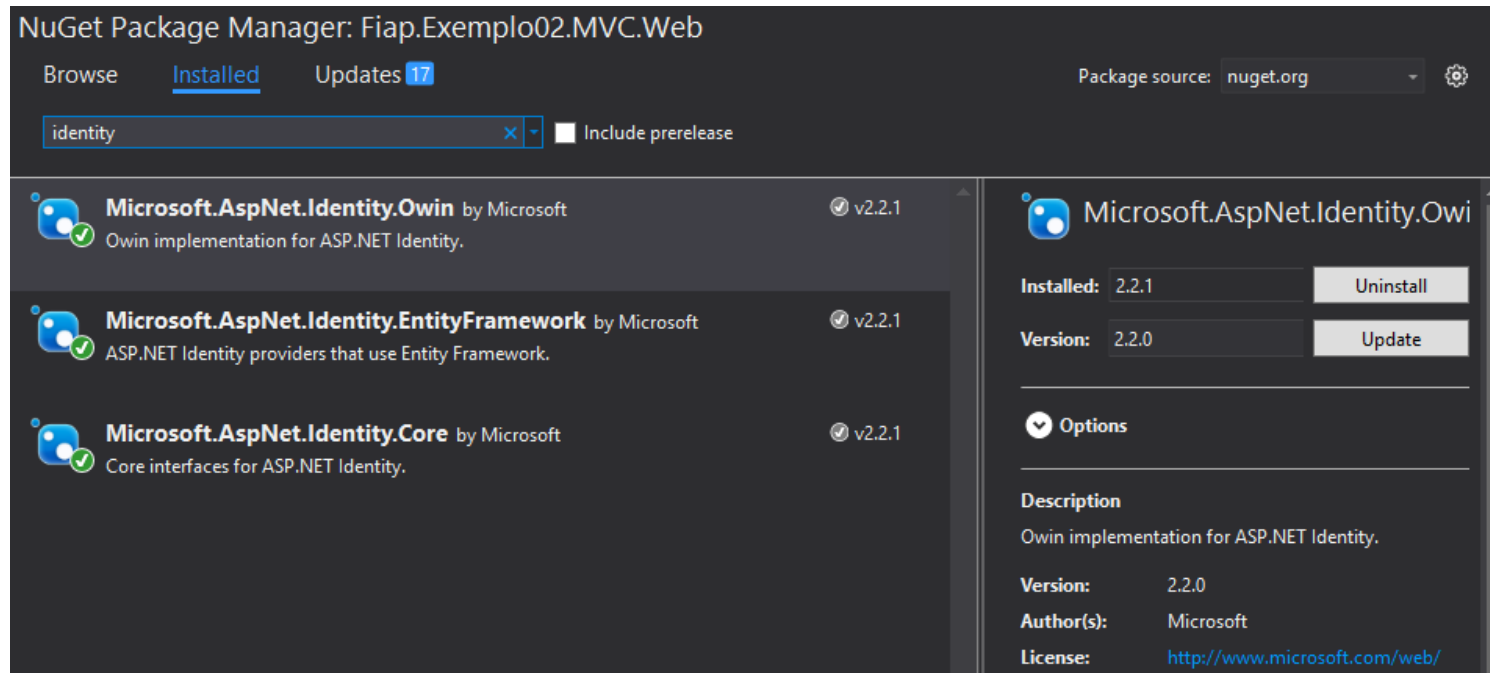 NuGet Package Manager: Fiap.Exemplo02.MVC.Web
Browse Installed Updates 17
Package source: nuget.org
identity Include prerelease
Microsoft.AspNet.Identity.Owin by Microsoft v2.2.1
Owin implementation for ASP.NET Identity.
Microsoft.AspNet.Identity.EntityFramework by Microsoft v2.2.1
ASP.NET Identity providers that use Entity Framework.
Microsoft.AspNet.Identity.Core by Microsoft v2.2.1
Core interfaces for ASP.NET Identity.
Microsoft.AspNet.Identity.Owi
Installed: 2.2.1 Uninstall
Version: 2.2.0 Update
Options
Description
Owin implementation for ASP.NET Identity.
Version: 2.2.0
Author(s): Microsoft
License: http://www.microsoft.com/web/